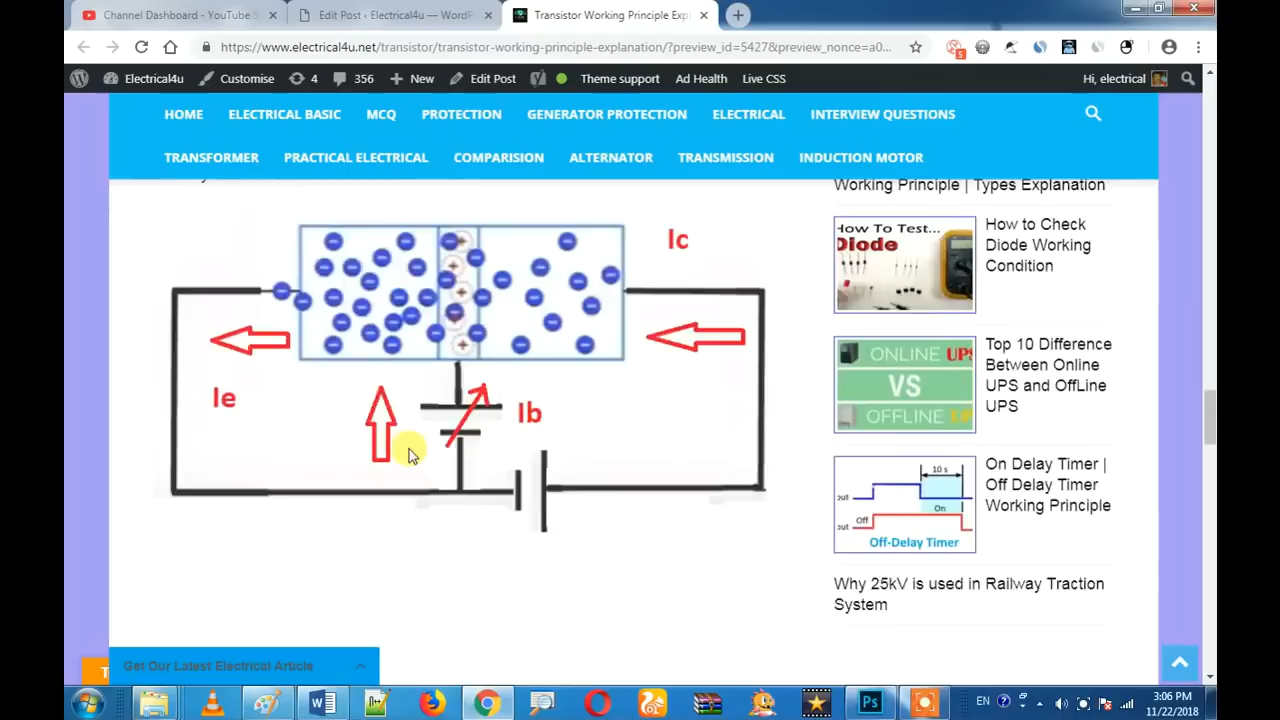 Channel Dashboard - YouTube S
Edit Post ‹ Electrical4u — WordP
Transistor Working Principle Exp
https://www.electrical4u.net/transistor/transistor-working-principle-explanation/?preview_id=5427&preview_nonce=a0...
5
Electrical4u
Customise
4
356
New
Edit Post
Theme support
Ad Health
Live CSS
Hi, electrical
HOME
ELECTRICAL BASIC
MCQ
PROTECTION
GENERATOR PROTECTION
ELECTRICAL
INTERVIEW QUESTIONS
TRANSFORMER
PRACTICAL ELECTRICAL
COMPARISION
ALTERNATOR
TRANSMISSION
INDUCTION MOTOR
Ic
Ie
Ib
Working Principle | Types Explanation
How To Test...
Diode
How to Check
Diode Working
Condition
ONLINE UPS
VS
OFFLINE
Top 10 Difference
Between Online
UPS and OffLine
UPS
10 s
out
On
Off
out
Off-Delay Timer
On Delay Timer |
Off Delay Timer
Working Principle
Why 25kV is used in Railway Traction
System
Get Our Latest Electrical Article
T
W
Ps
EN
3:06 PM
11/22/2018